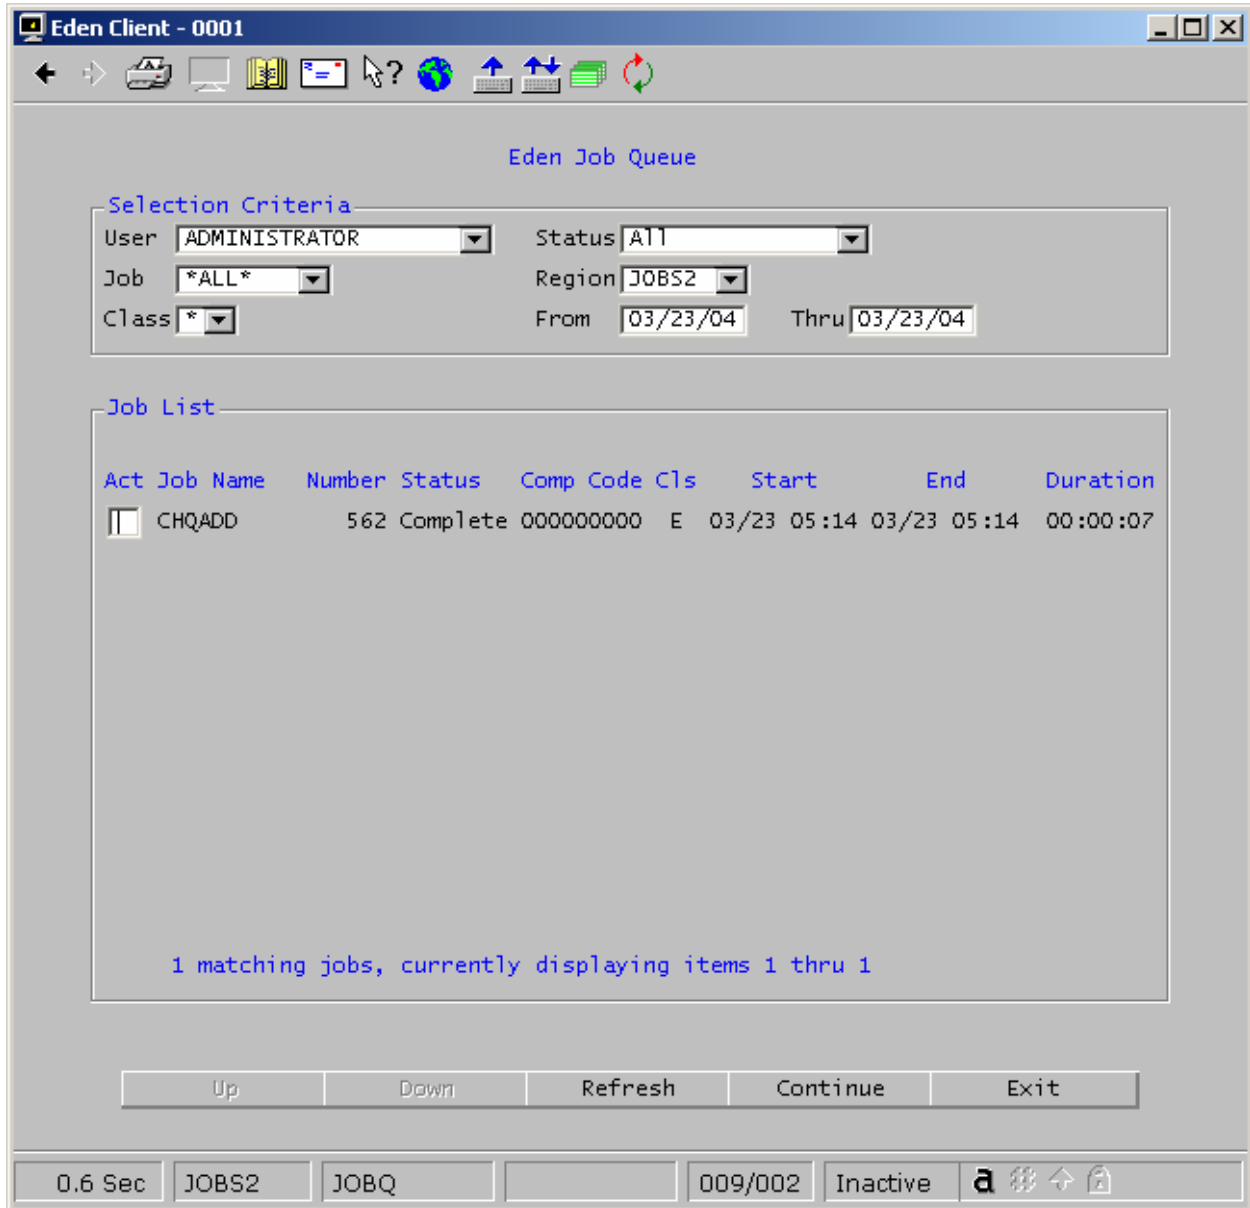 Eden Client - 0001
Eden Job Queue
Selection Criteria
User ADMINISTRATOR Status All
Job *ALL* Region JOBS2
Class * From 03/23/04 Thru 03/23/04
Job List
Act Job Name Number Status Comp Code Cls Start End Duration
CHQADD 562 Complete 000000000 E 03/23 05:14 03/23 05:14 00:00:07
1 matching jobs, currently displaying items 1 thru 1
Up Down Refresh Continue Exit
0.6 Sec JOBS2 JOBQ 009/002 Inactive a